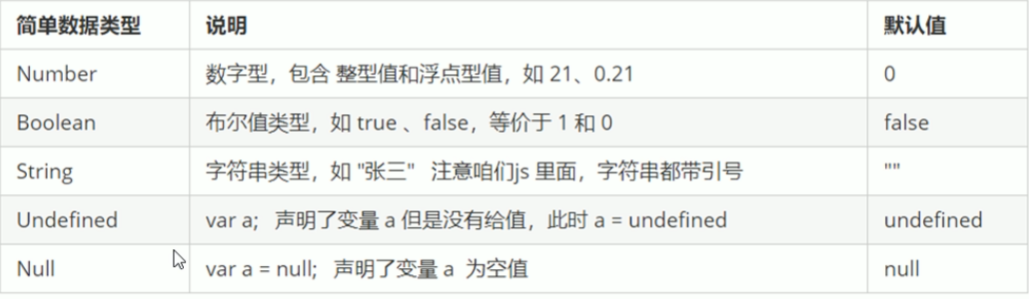 简单数据类型 说明 默认值
Number 数字型，包含 整型值和浮点型值，如 21、0.21 0
Boolean 布尔值类型，如 true 、false，等价于 1 和 0 false
String 字符串类型，如 "张三" 注意咱们js 里面，字符串都带引号 ""
Undefined var a; 声明了变量 a 但是没有给值，此时 a = undefined undefined
Null var a = null; 声明了变量 a 为空值 null